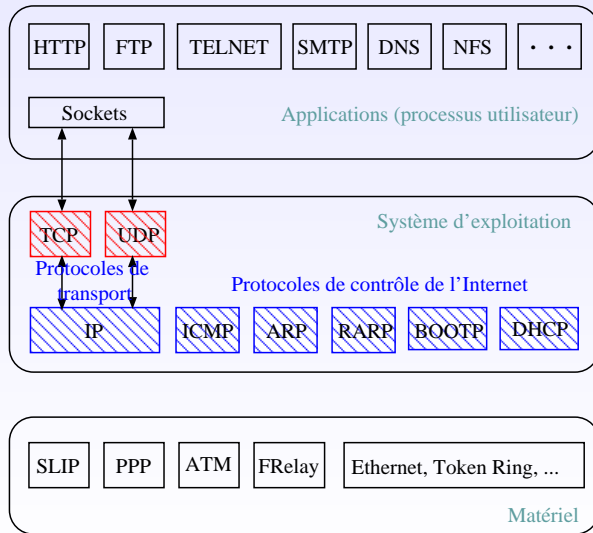 HTTP FTP TELNET SMTP DNS NFS . . .
Sockets
Applications (processus utilisateur)
Système d'exploitation
TCP UDP
Protocoles de
transport
Protocoles de contrôle de l'Internet
IP ICMP ARP RARP BOOTP DHCP
SLIP PPP ATM FRelay Ethernet, Token Ring, ...
Matériel